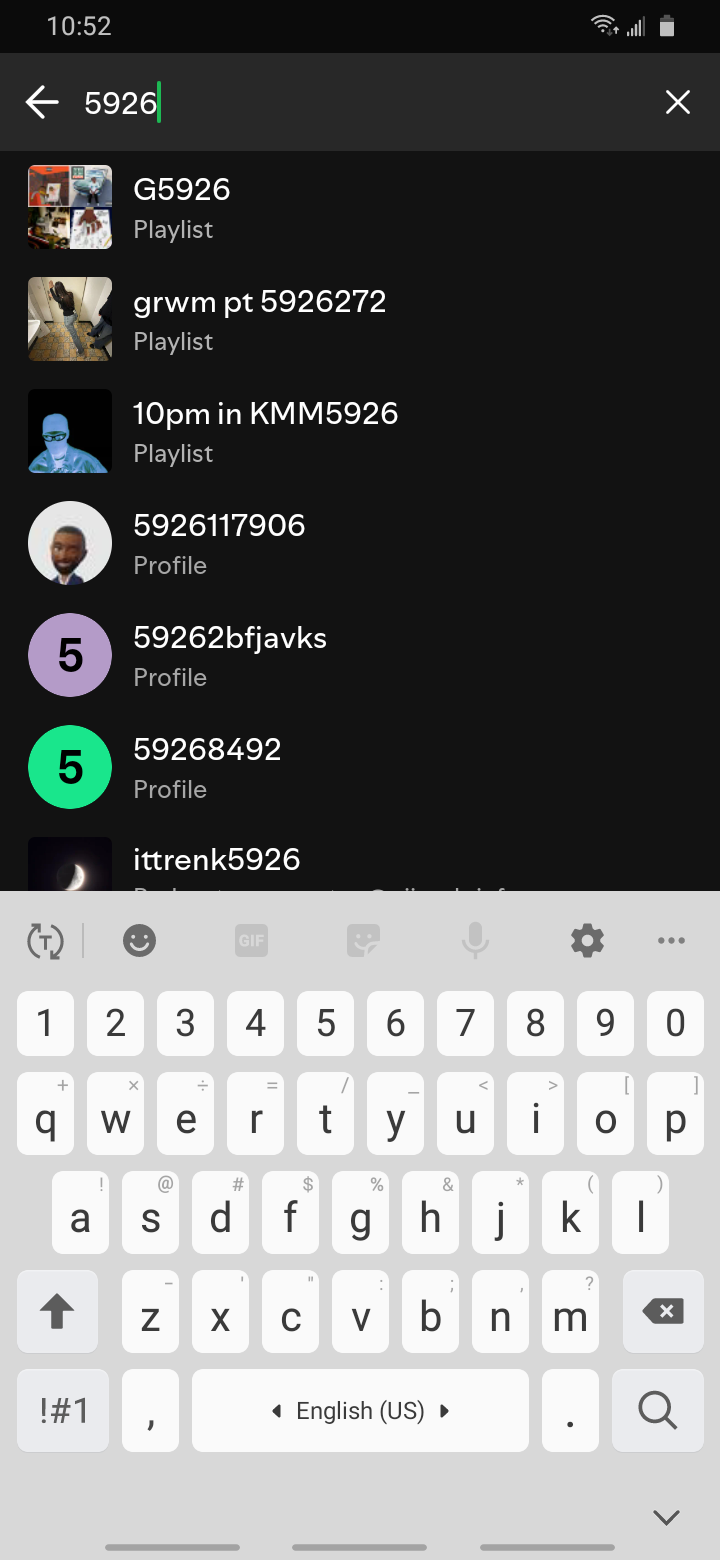 10:52
5926
G5926
Playlist
grwm pt 5926272
Playlist
10pm in KMM5926
Playlist
5926117906
Profile
5
59262bfjavks
Profile
5
59268492
Profile
ittrenk5926
T
GIF
1 2 3 4 5 6 7 8 9 0
+ × ÷ = / _ < > [ ]
q w e r t y u i o p
! @ # $ % & * ( )
a s d f g h j k l
- ' " : ; , ?
z x c v b n m
!#1 , English (US) .